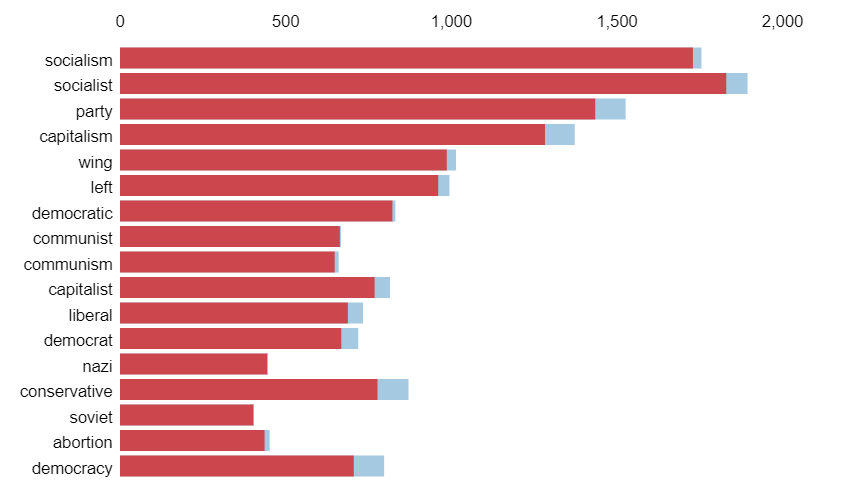 0 500 1,000 1,500 2,000
socialism
socialist
party
capitalism
wing
left
democratic
communist
communism
capitalist
liberal
democrat
nazi
conservative
soviet
abortion
democracy